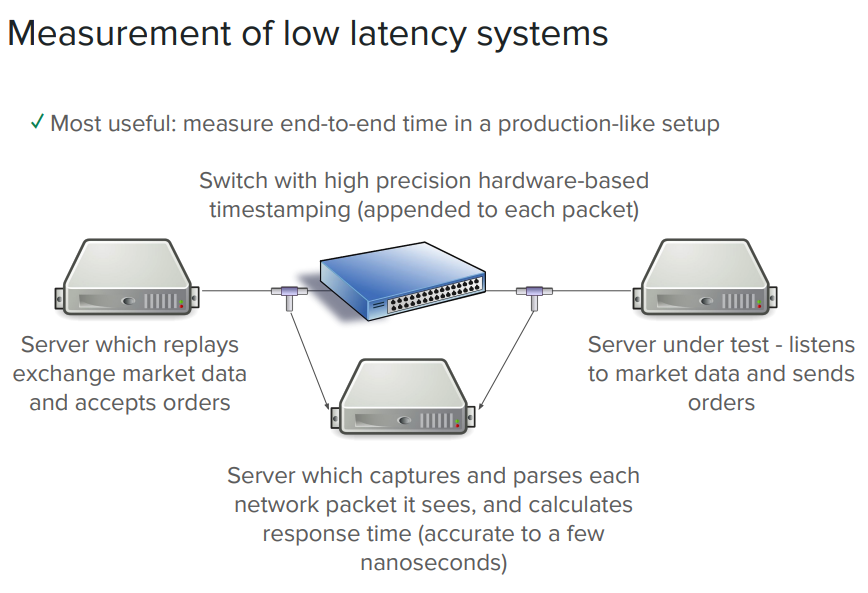 Measurement of low latency systems
✓ Most useful: measure end-to-end time in a production-like setup
Switch with high precision hardware-based
timestamping (appended to each packet)
Server which replays
exchange market data
and accepts orders
Server under test - listens
to market data and sends
orders
Server which captures and parses each
network packet it sees, and calculates
response time (accurate to a few
nanoseconds)